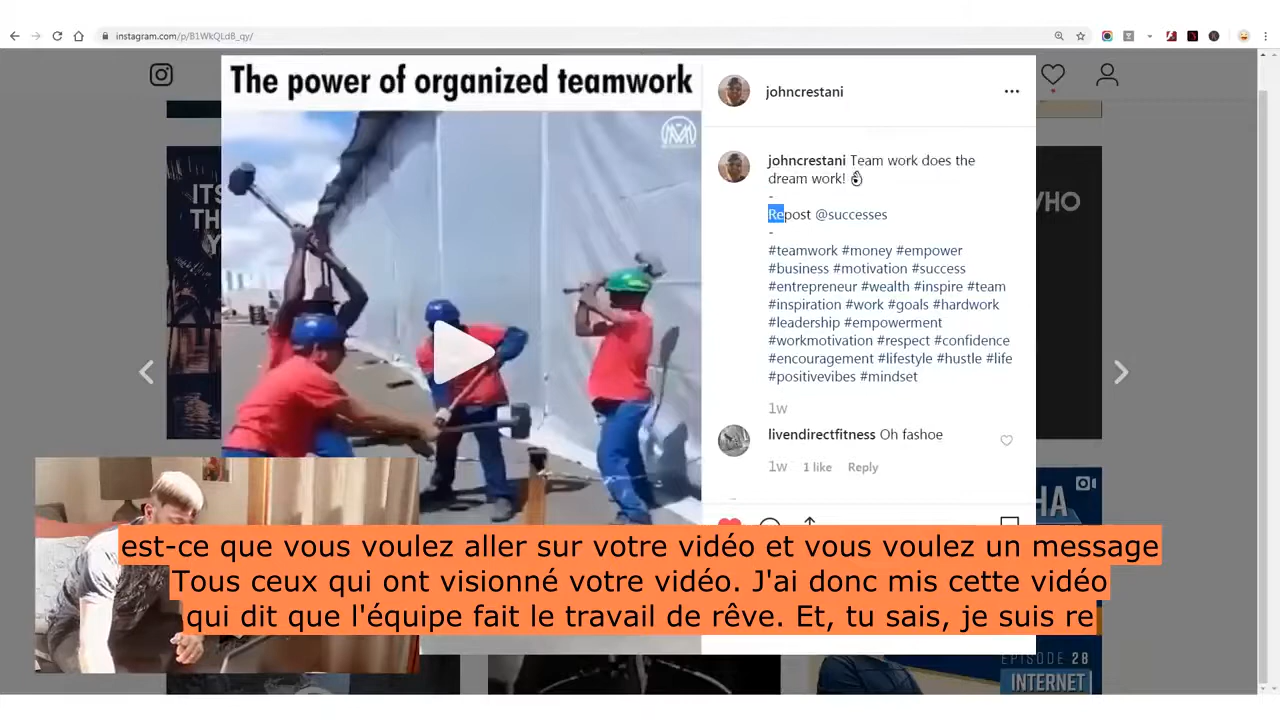 instagram.com/p/B1WkQLdB_qy/
The power of organized teamwork
johncrestani
johncrestani Team work does the
dream work!
-
Repost @successes
-
#teamwork #money #empower
#business #motivation #success
#entrepreneur #wealth #inspire #team
#inspiration #work #goals #hardwork
#leadership #empowerment
#workmotivation #respect #confidence
#encouragement #lifestyle #hustle #life
#positivevibes #mindset
1w
livendirectfitness Oh fashoe
1w 1 like Reply
est-ce que vous voulez aller sur votre vidéo et vous voulez un message
Tous ceux qui ont visionné votre vidéo. J'ai donc mis cette vidéo
qui dit que l'équipe fait le travail de rêve. Et, tu sais, je suis re
EPISODE 28
INTERNET